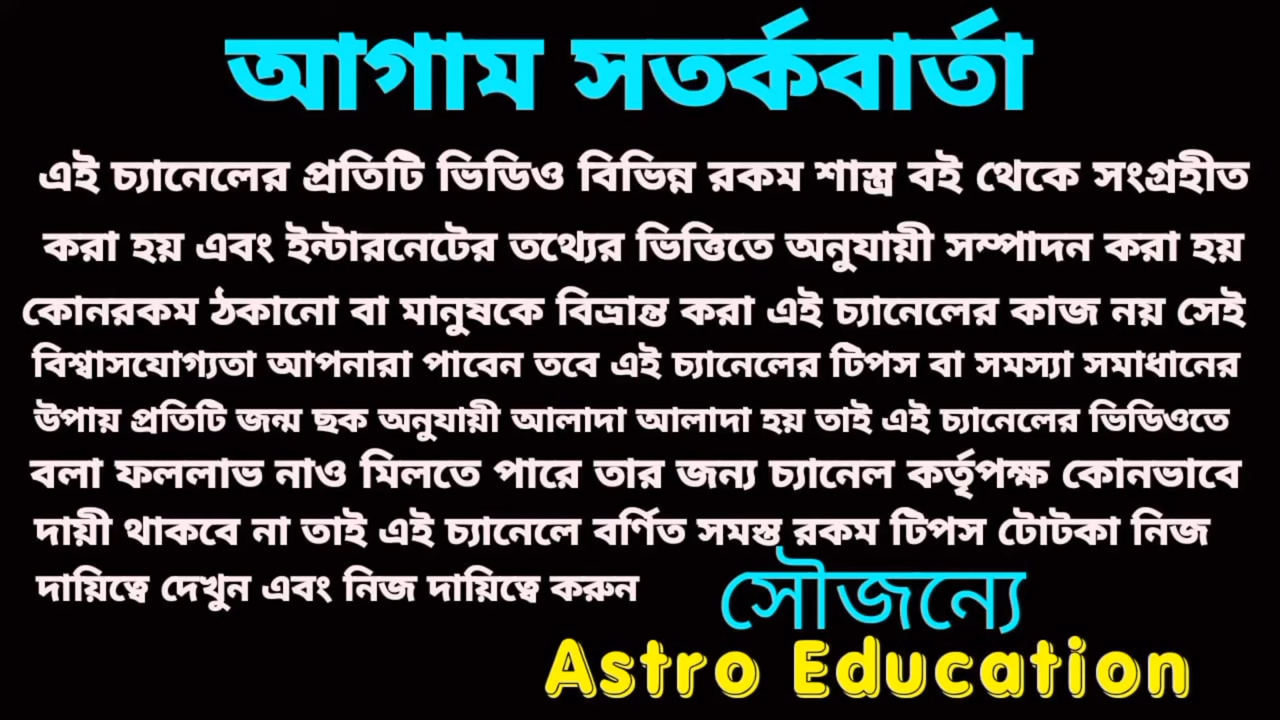 আগাম সতর্কবার্তা
এই চ্যানেলের প্রতিটি ভিডিও বিভিন্ন রকম শাস্ত্র বই থেকে সংগ্রহীত
করা হয় এবং ইন্টারনেটের তথ্যের ভিত্তিতে অনুযায়ী সম্পাদন করা হয়
কোনরকম ঠকানো বা মানুষকে বিভ্রান্ত করা এই চ্যানেলের কাজ নয় সেই
বিশ্বাসযোগ্যতা আপনারা পাবেন তবে এই চ্যানেলের টিপস বা সমস্যা সমাধানের
উপায় প্রতিটি জন্ম ছক অনুযায়ী আলাদা আলাদা হয় তাই এই চ্যানেলের ভিডিওতে
বলা ফললাভ নাও মিলতে পারে তার জন্য চ্যানেল কর্তৃপক্ষ কোনভাবে
দায়ী থাকবে না তাই এই চ্যানেলে বর্ণিত সমস্ত রকম টিপস টোটকা নিজ
দায়িত্বে দেখুন এবং নিজ দায়িত্বে করুন
সৌজন্যে
Astro Education